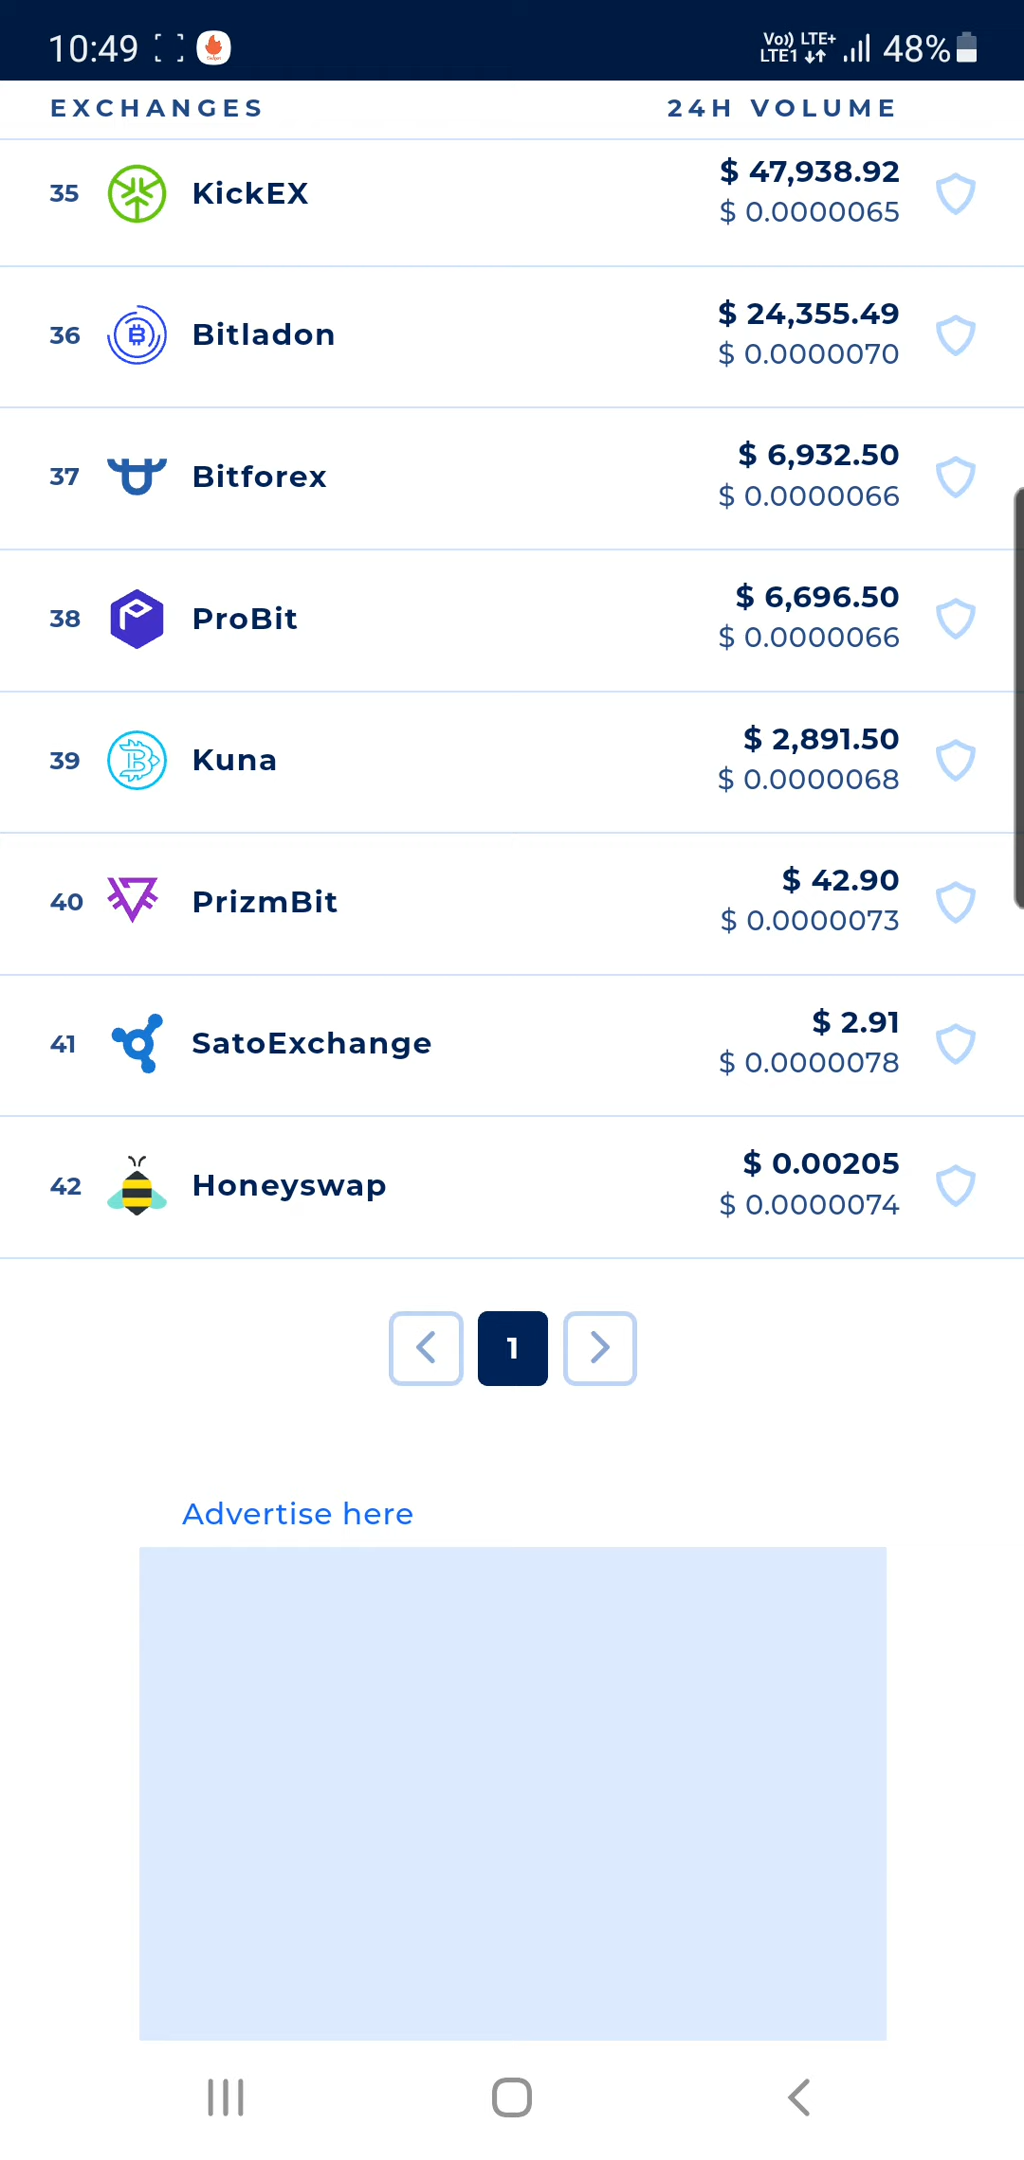 10:49 Vo)) LTE+ LTE1 48%
EXCHANGES 24H VOLUME
35 KickEX $ 47,938.92
$ 0.0000065
36 Bitladon $ 24,355.49
$ 0.0000070
37 Bitforex $ 6,932.50
$ 0.0000066
38 ProBit $ 6,696.50
$ 0.0000066
39 Kuna $ 2,891.50
$ 0.0000068
40 PrizmBit $ 42.90
$ 0.0000073
41 SatoExchange $ 2.91
$ 0.0000078
42 Honeyswap $ 0.00205
$ 0.0000074
1
Advertise here